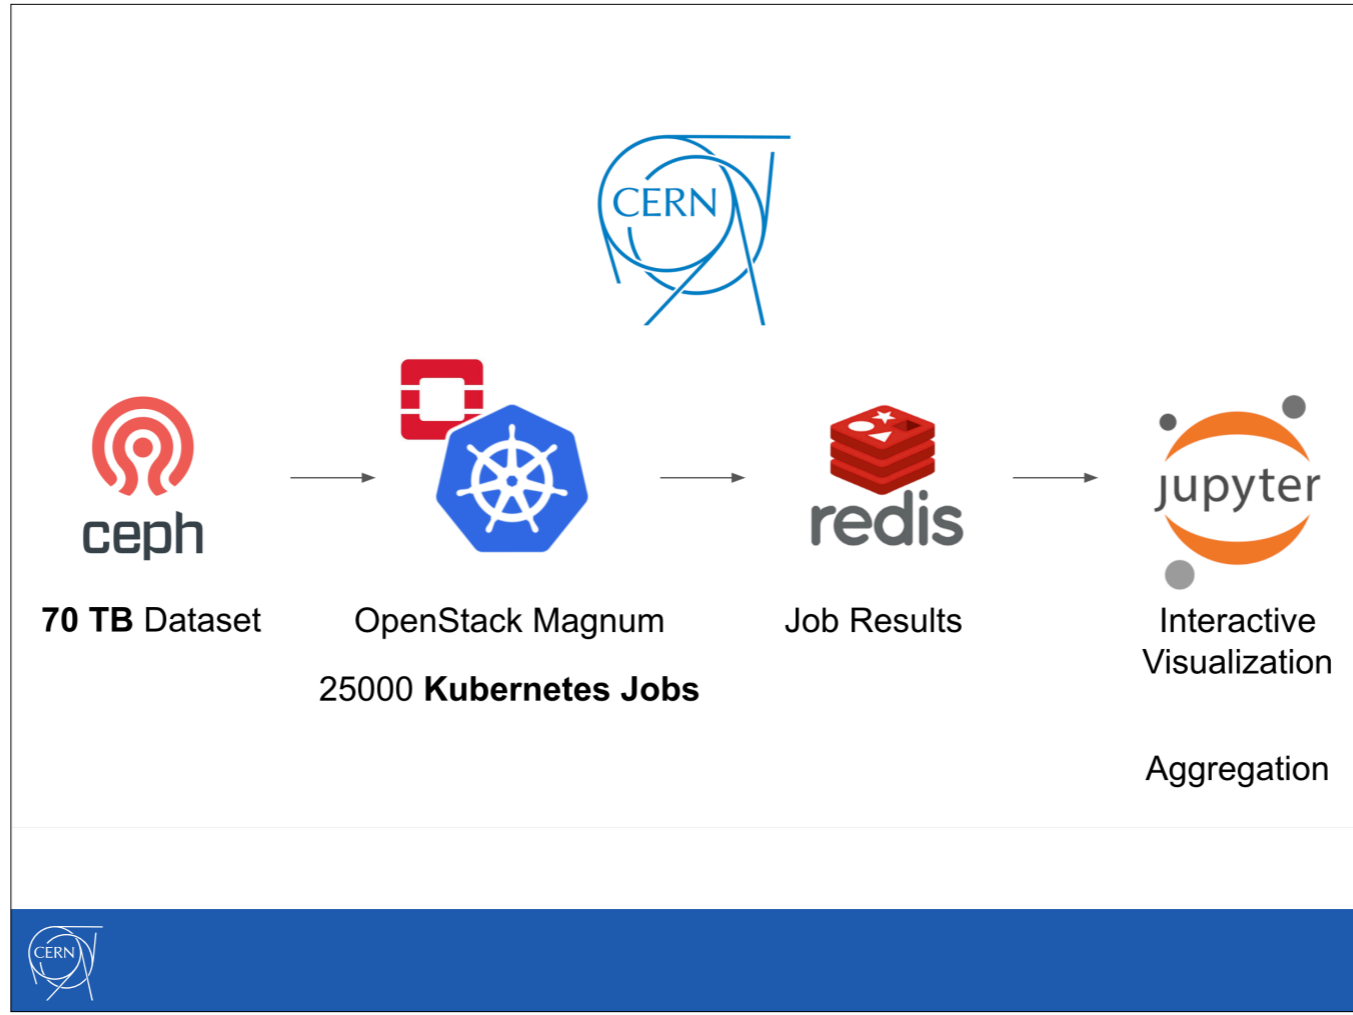 CERN
ceph
redis
jupyter
70 TB Dataset
OpenStack Magnum
25000 Kubernetes Jobs
Job Results
Interactive
Visualization
Aggregation
CERN